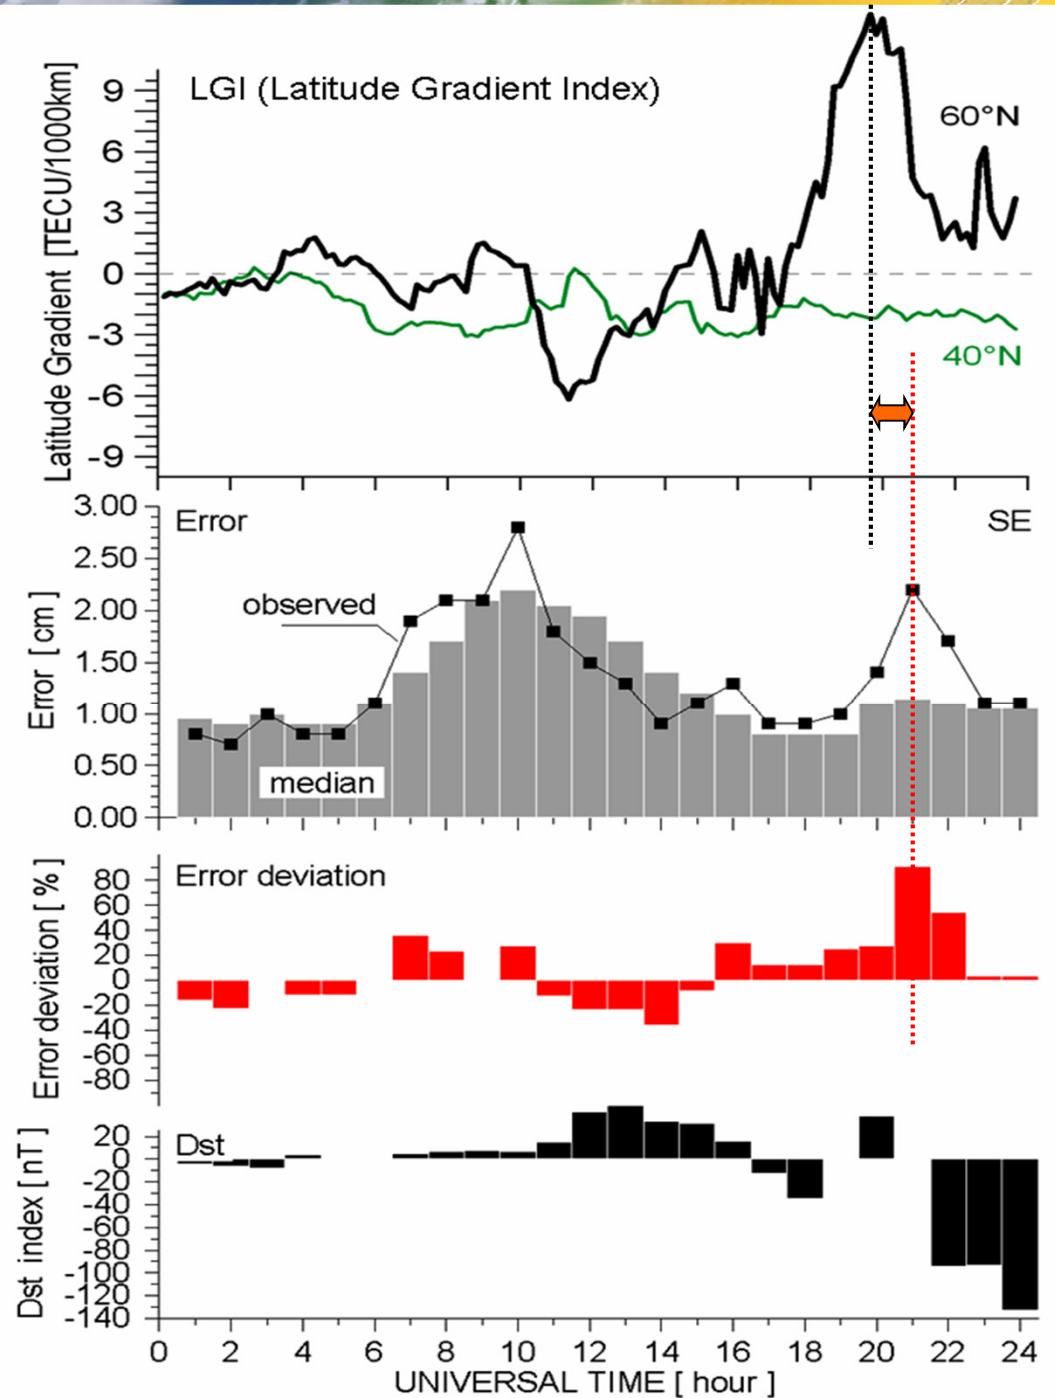 LGI (Latitude Gradient Index)
Latitude Gradient [TECU/1000km]
9
6
3
0
-3
-6
-9
60°N
40°N
Error
SE
Error [cm]
3.00
2.50
2.00
1.50
1.00
0.50
0.00
observed
median
Error deviation
Error deviation [%]
80
60
40
20
0
-20
-40
-60
-80
Dst
Dst index [nT]
20
0
-20
-40
-60
-80
-100
-120
-140
0 2 4 6 8 10 12 14 16 18 20 22 24
UNIVERSAL TIME [ hour ]